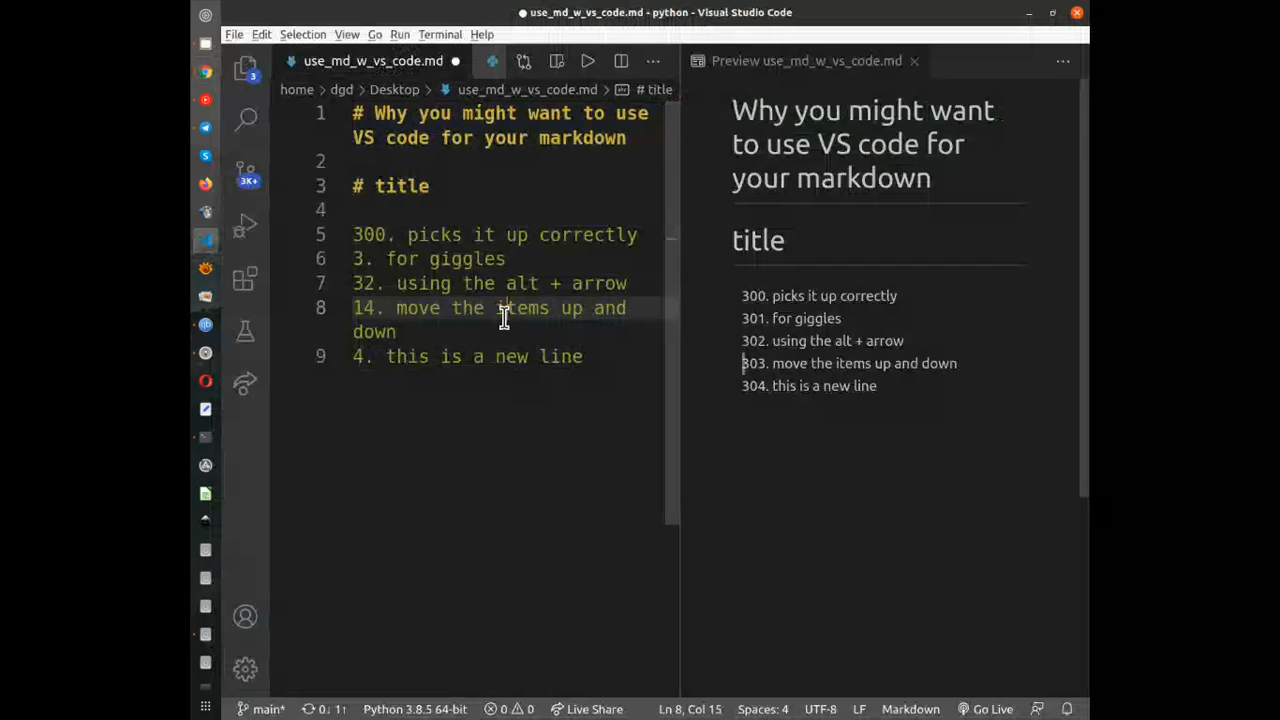 use_md_w_vs_code.md - python - Visual Studio Code
File Edit Selection View Go Run Terminal Help
use_md_w_vs_code.md
Preview use_md_w_vs_code.md
home > dgd > Desktop > use_md_w_vs_code.md > # title
1 # Why you might want to use
VS code for your markdown
2
3 # title
4
5 300. picks it up correctly
6 3. for giggles
7 32. using the alt + arrow
8 14. move the items up and
down
9 4. this is a new line
Why you might want
to use VS code for
your markdown
title
300. picks it up correctly
301. for giggles
302. using the alt + arrow
303. move the items up and down
304. this is a new line
3
3K+
main* 0↓ 1↑ Python 3.8.5 64-bit 0 0 Live Share Ln 8, Col 15 Spaces: 4 UTF-8 LF Markdown Go Live